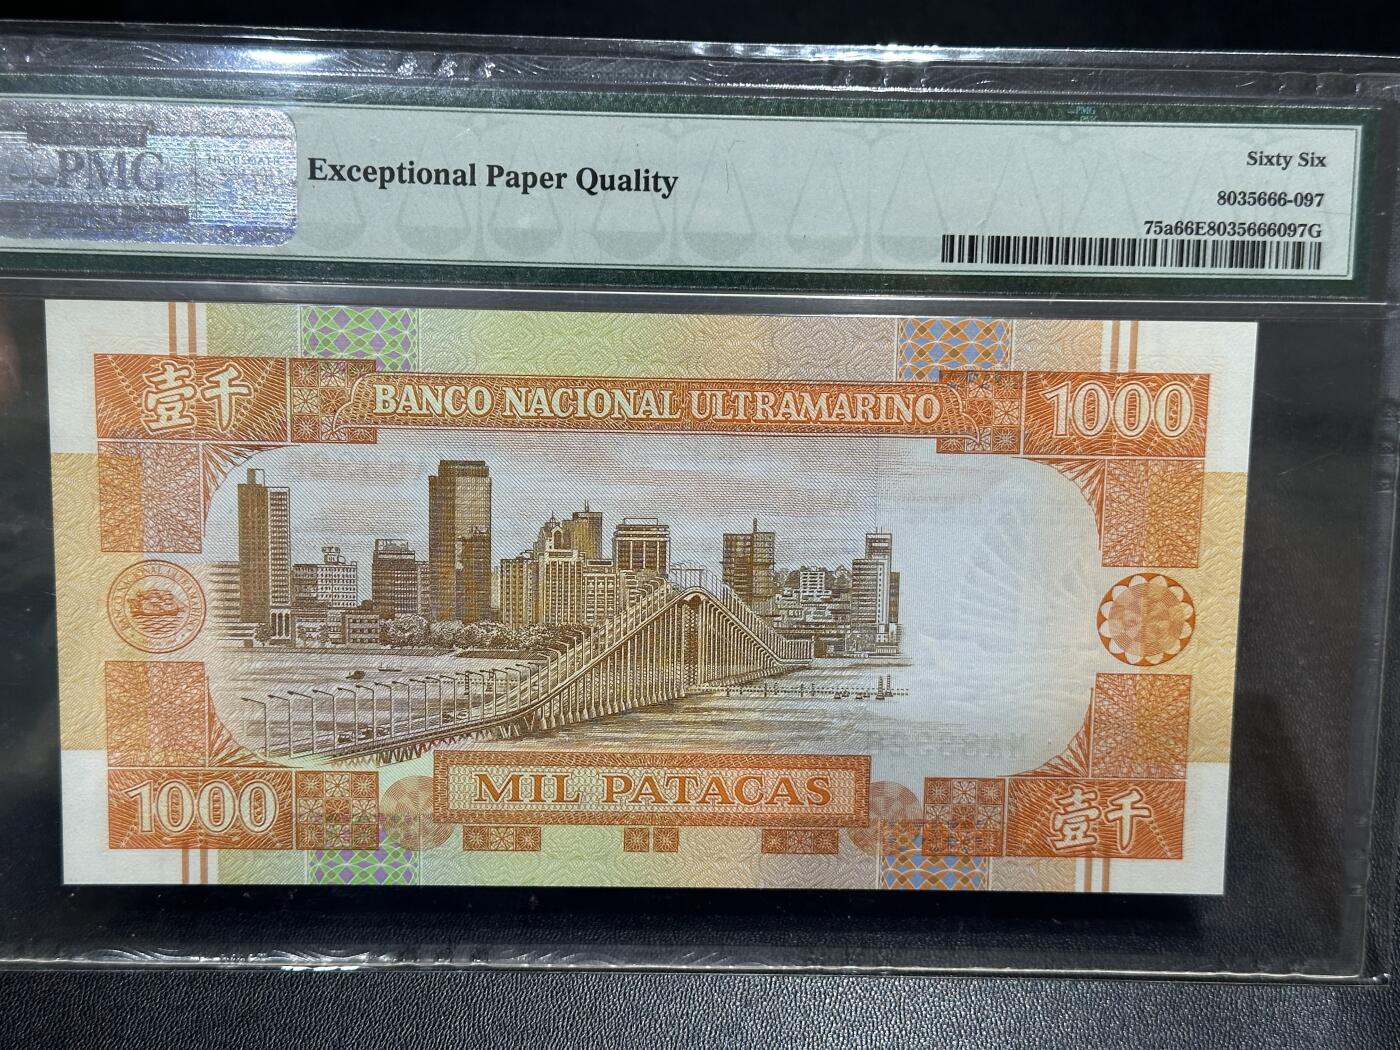 PMG
Exceptional Paper Quality
Sixty Six
8035666-097
75a66E8035666097G
壹千
BANCO NACIONAL ULTRAMARINO
1000
1000
MIL PATACAS
壹千